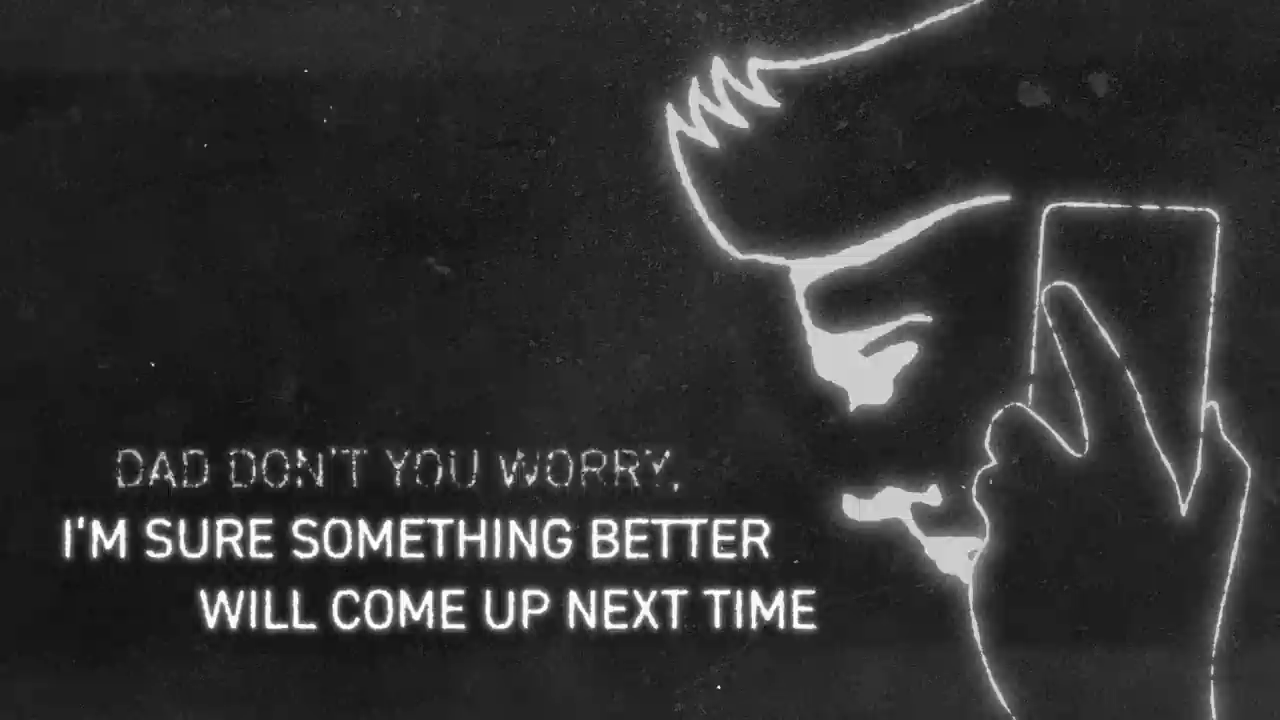 DAD DON'T YOU WORRY,
I'M SURE SOMETHING BETTER
WILL COME UP NEXT TIME